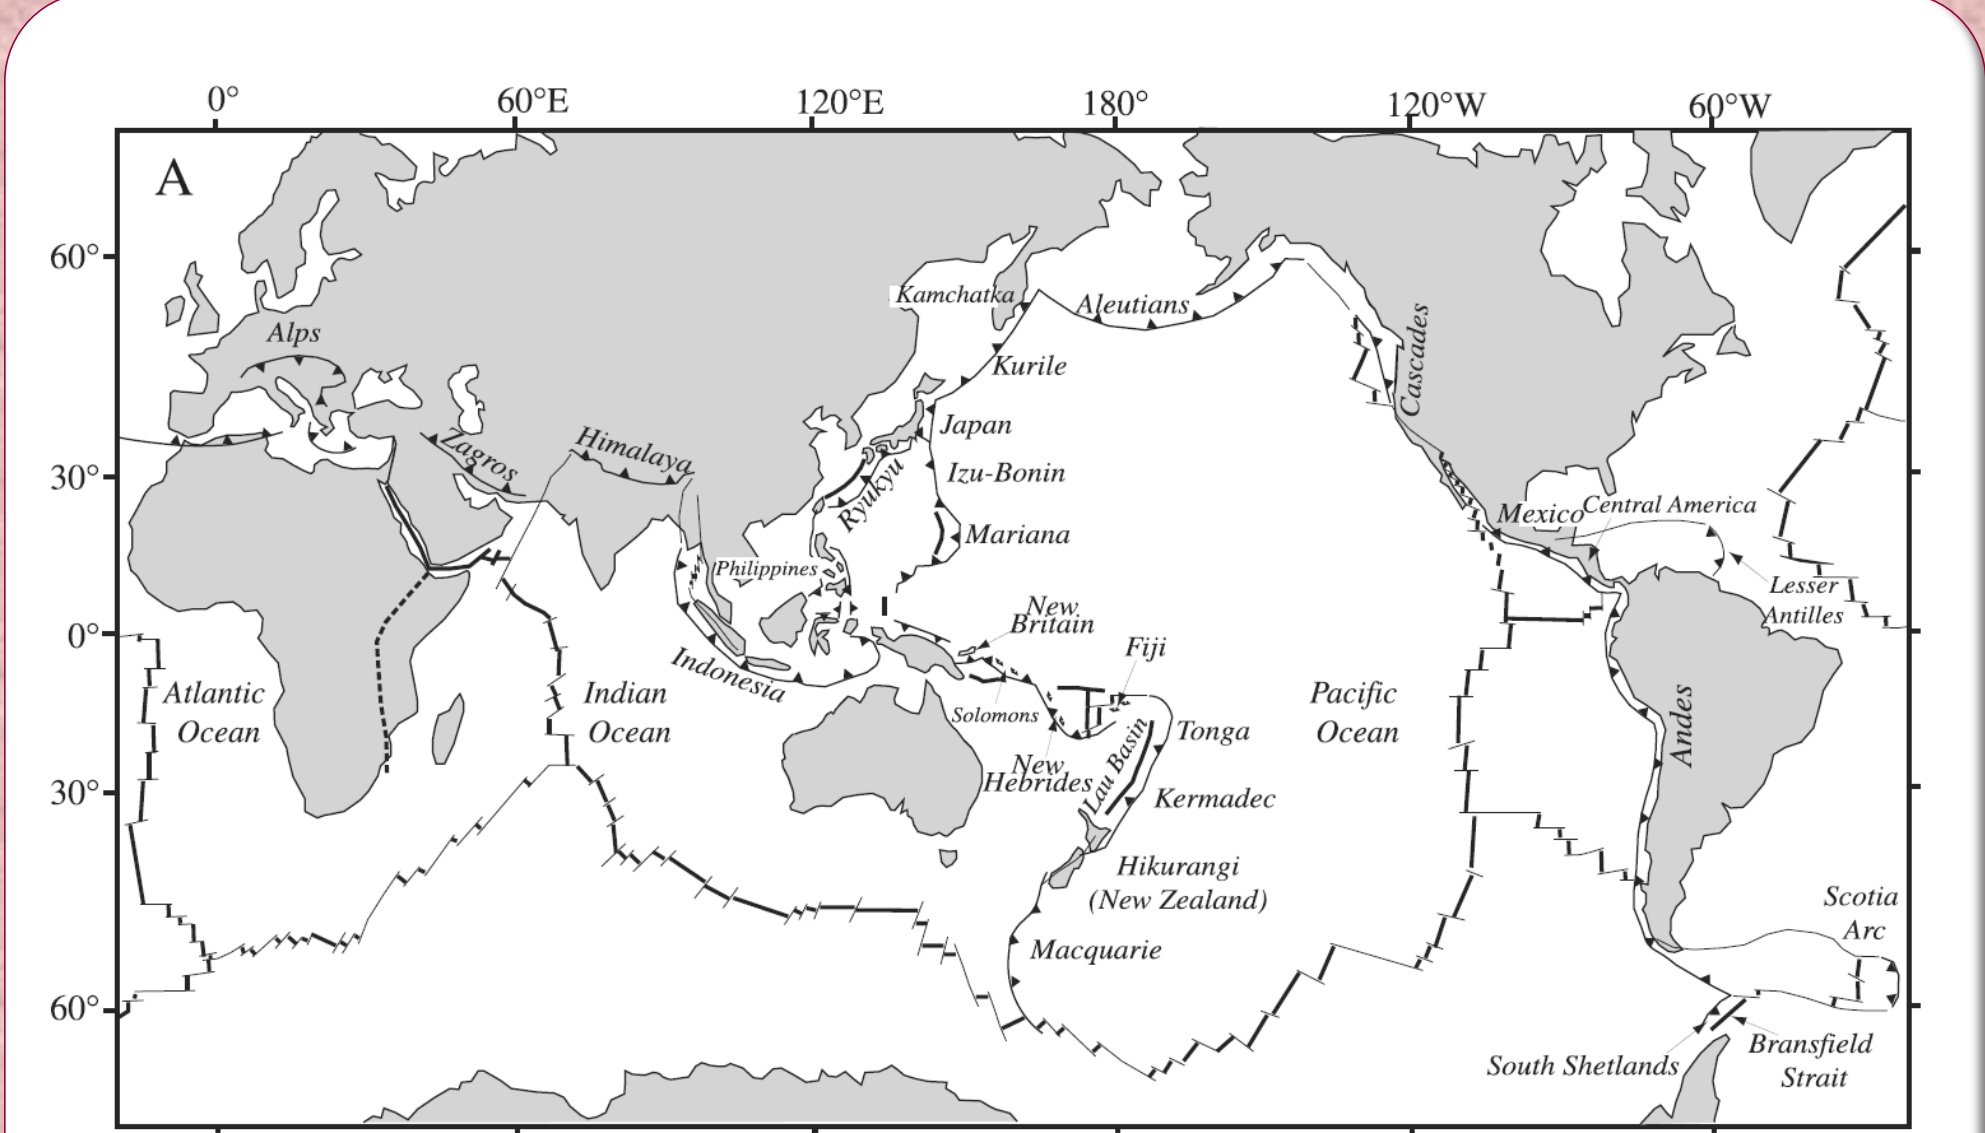 0°
60°E
120°E
180°
120°W
60°W
A
60°
Kamchatka
Aleutians
Alps
Cascades
Kurile
Japan
Zagros
Himalaya
30°
Izu-Bonin
Ryukyu
Mexico
Central America
Mariana
Philippines
Lesser
Antilles
New
Britain
0°
Fiji
Indonesia
Atlantic
Ocean
Indian
Ocean
Pacific
Ocean
Solomons
Andes
Tonga
Lau Basin
New
Hebrides
30°
Kermadec
Hikurangi
(New Zealand)
Scotia
Arc
Macquarie
60°
South Shetlands
Bransfield
Strait